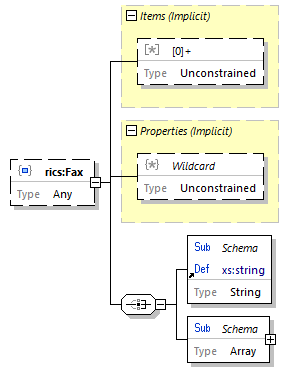 Items (Implicit)
{*} [0]+
Type Unconstrained
Properties (Implicit)
{*} Wildcard
Type Unconstrained
{} rics:Fax
Type Any
Sub Schema
Def xs:string
Type String
Sub Schema
Type Array